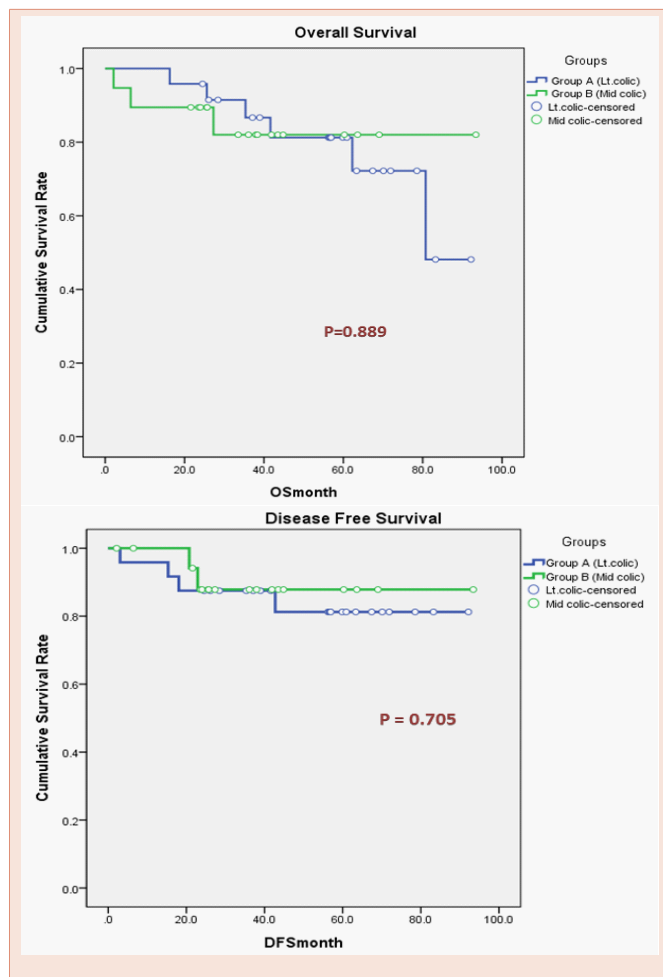 Overall Survival
Groups
Group A (Lt.colic)
Group B (Mid colic)
Lt.colic-censored
Mid colic-censored
Cumulative Survival Rate
1.0
0.8
0.6
0.4
0.2
0.0
P=0.889
.0 20.0 40.0 60.0 80.0 100.0
OSmonth
Disease Free Survival
Groups
Group A (Lt.colic)
Group B (Mid colic)
Lt.colic-censored
Mid colic-censored
Cumulative Survival Rate
1.0
0.8
0.6
0.4
0.2
0.0
P = 0.705
.0 20.0 40.0 60.0 80.0 100.0
DFSmonth